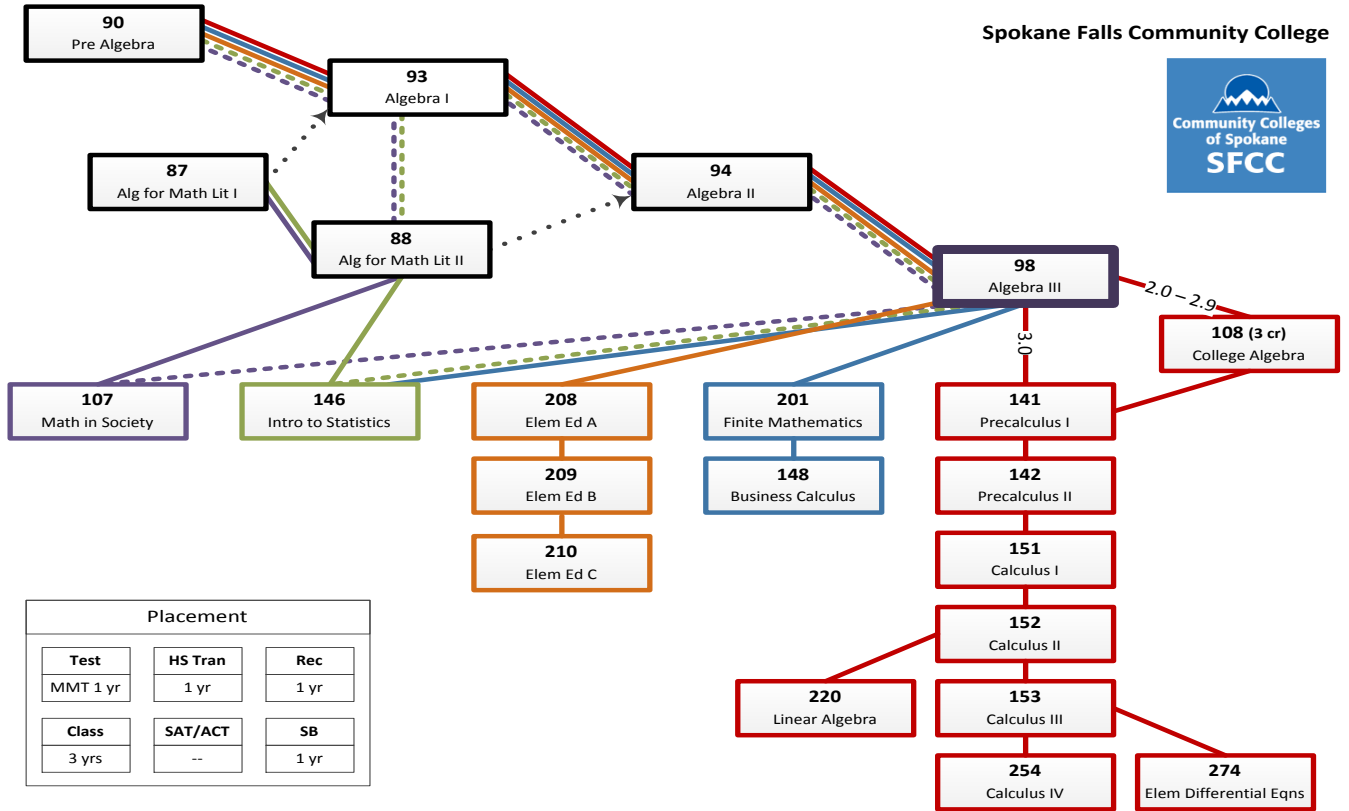 90
Pre Algebra
Spokane Falls Community College
93
Algebra I
Community Colleges
of Spokane
SFCC
87
Alg for Math Lit I
94
Algebra II
88
Alg for Math Lit II
98
Algebra III
2.0 – 2.9
3.0
108 (3 cr)
College Algebra
107
Math in Society
146
Intro to Statistics
208
Elem Ed A
201
Finite Mathematics
141
Precalculus I
209
Elem Ed B
148
Business Calculus
142
Precalculus II
210
Elem Ed C
151
Calculus I
152
Calculus II
220
Linear Algebra
153
Calculus III
254
Calculus IV
274
Elem Differential Eqns
Placement
Test
MMT 1 yr
HS Tran
1 yr
Rec
1 yr
Class
3 yrs
SAT/ACT
--
SB
1 yr